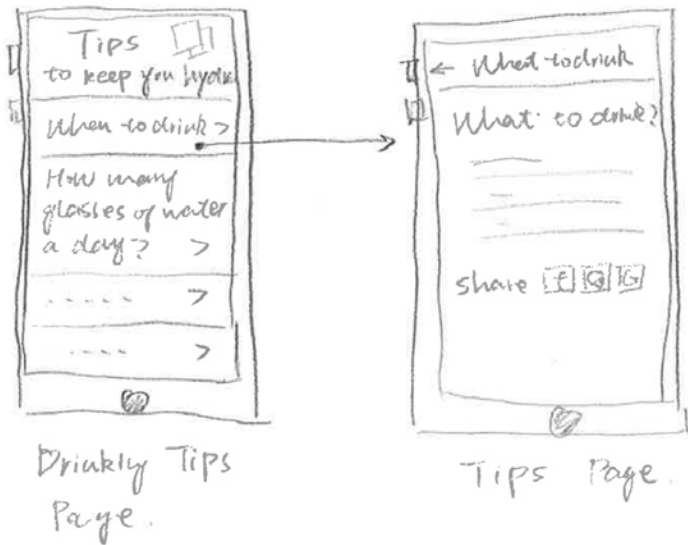 Tips
to keep you hydra
When to drink >
How many
glasses of water
a day? >
----- >
---- >
Drinkly Tips
Page.
← What to drink
What to drink?
share f G
Tips Page.